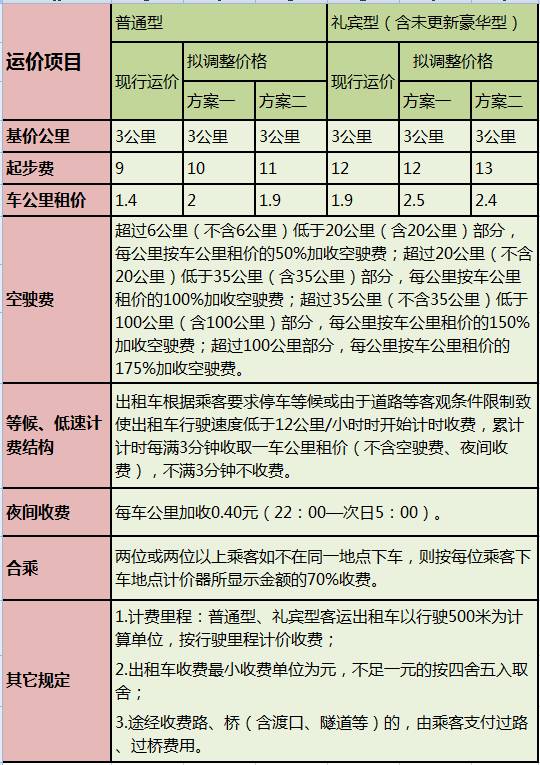 运价项目
普通型
礼宾型（含未更新豪华型）
现行运价
拟调整价格
现行运价
拟调整价格
方案一
方案二
方案一
方案二
基价公里
3公里
3公里
3公里
3公里
3公里
3公里
起步费
9
10
11
12
12
13
车公里租价
1.4
2
1.9
1.9
2.5
2.4
空驶费
超过6公里（不含6公里）低于20公里（含20公里）部分，
每公里按车公里租价的50%加收空驶费；超过20公里（不含
20公里）低于35公里（含35公里）部分，每公里按车公里
租价的100%加收空驶费；超过35公里（不含35公里）低于
100公里（含100公里）部分，每公里按车公里租价的150%
加收空驶费；超过100公里部分，每公里按车公里租价的
175%加收空驶费。
等候、低速计
费结构
出租车根据乘客要求停车等候或由于道路等客观条件限制致
使出租车行驶速度低于12公里/小时时开始计时收费，累计
计时每满3分钟收取一车公里租价（不含空驶费、夜间收
费），不满3分钟不收费。
夜间收费
每车公里加收0.40元（22：00—次日5：00）。
合乘
两位或两位以上乘客如不在同一地点下车，则按每位乘客下
车地点计价器所显示金额的70%收费。
其它规定
1.计费里程：普通型、礼宾型客运出租车以行驶500米为计
算单位，按行驶里程计价收费；
2.出租车收费最小收费单位为元，不足一元的按四舍五入取
舍；
3.途经收费路、桥（含渡口、隧道等）的，由乘客支付过路
、过桥费用。